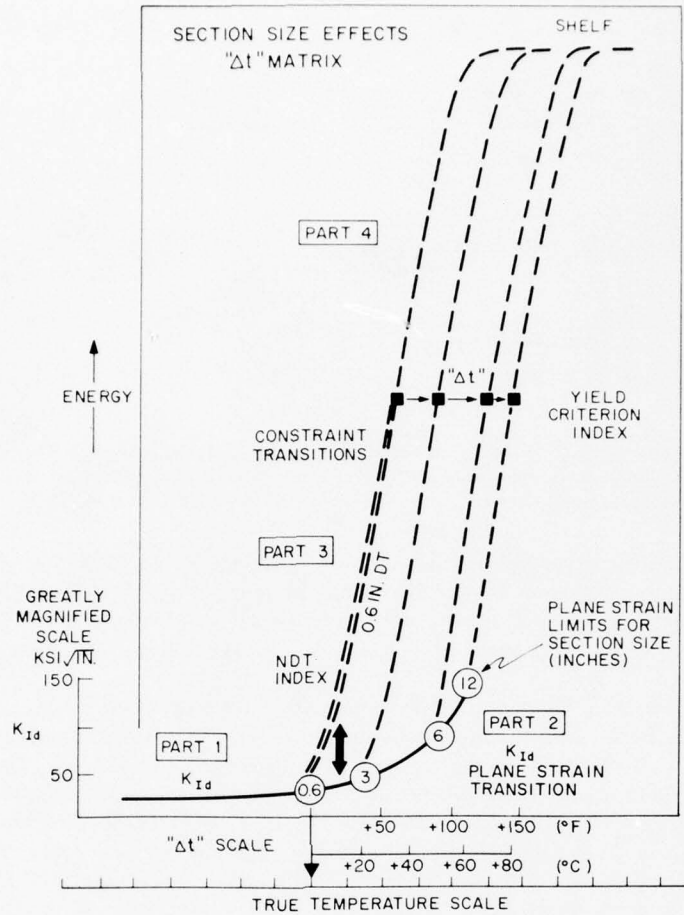 SECTION SIZE EFFECTS
"Δt" MATRIX
SHELF
PART 4
ENERGY
"Δt"
YIELD
CRITERION
INDEX
CONSTRAINT
TRANSITIONS
PART 3
0.6 IN. DT
GREATLY
MAGNIFIED
SCALE
KSI√IN.
NDT
INDEX
PLANE STRAIN
LIMITS FOR
SECTION SIZE
(INCHES)
150
12
K_Id
PART 1
6
PART 2
K_Id
K_Id
PLANE STRAIN
TRANSITION
50
0.6
3
"Δt" SCALE
+50 +100 +150 (°F)
+20 +40 +60 +80 (°C)
TRUE TEMPERATURE SCALE